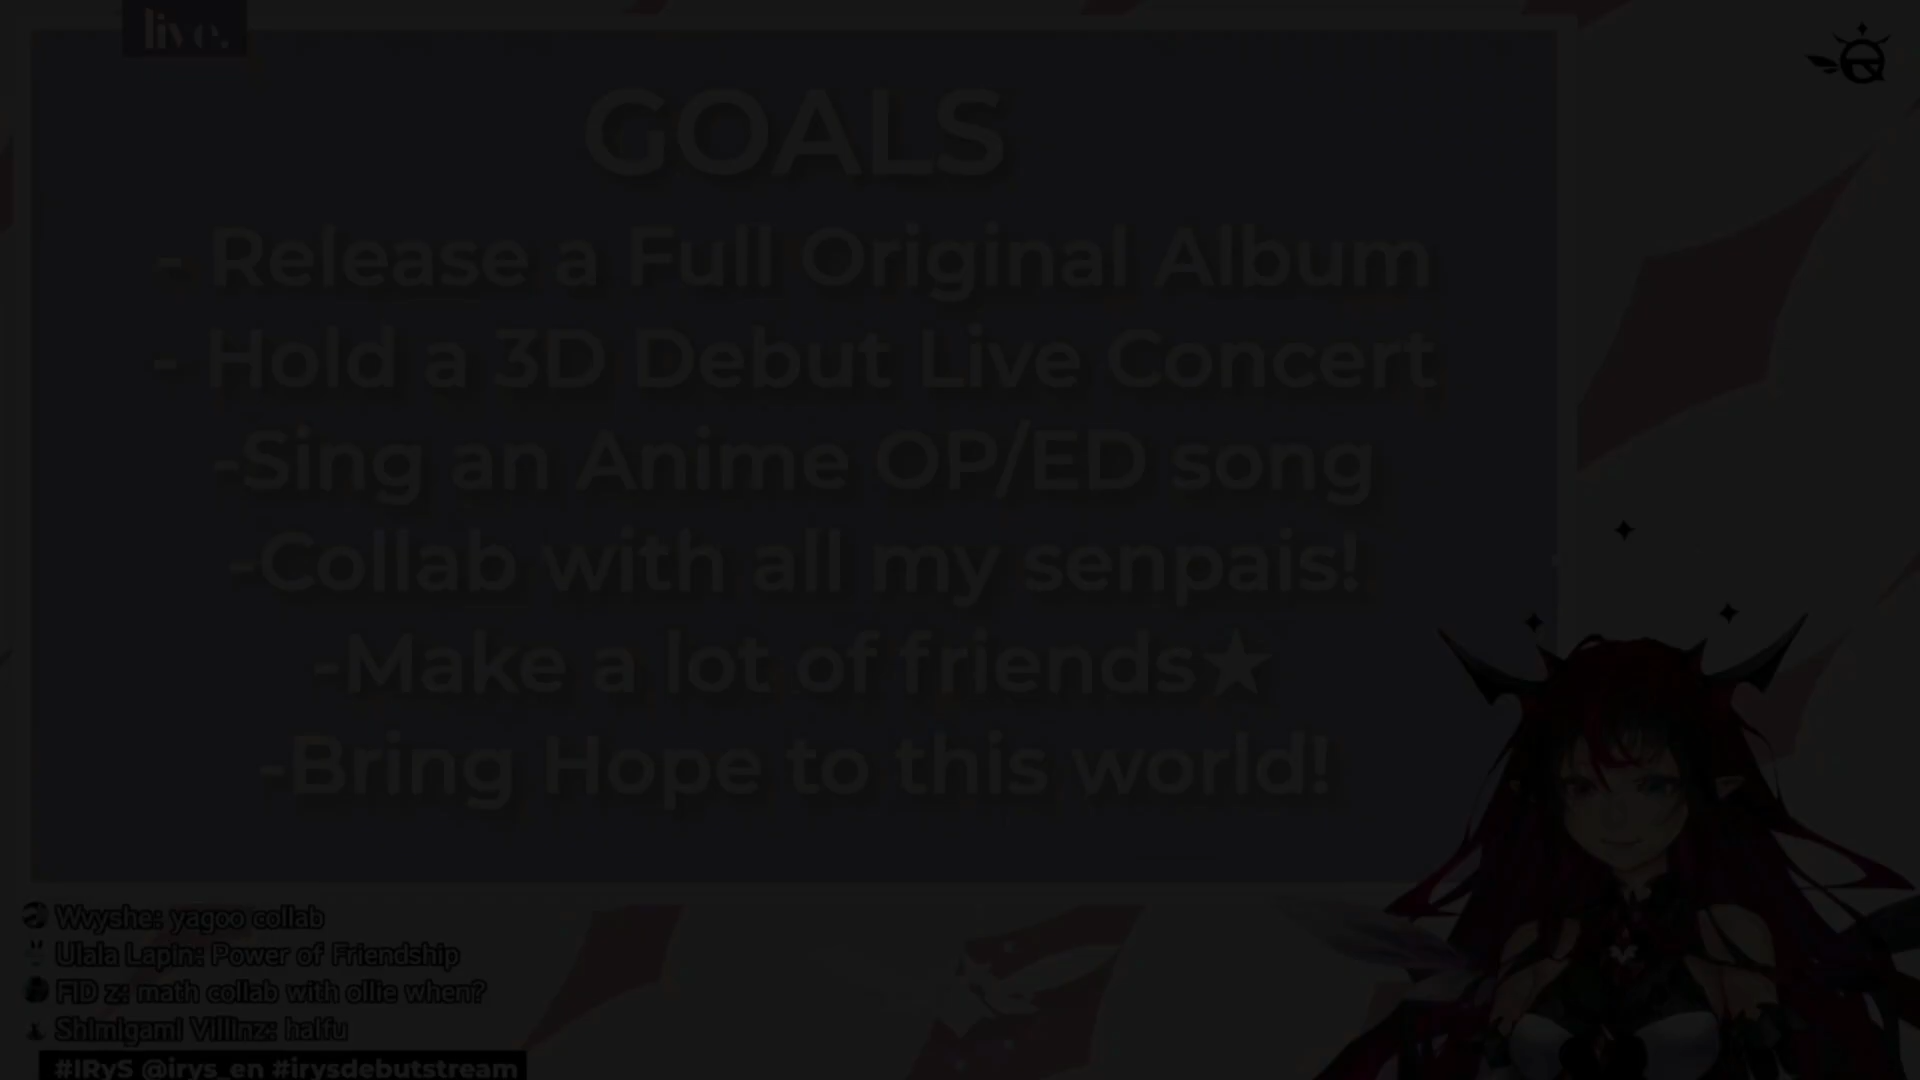 live.
GOALS
- Release a Full Original Album
- Hold a 3D Debut Live Concert
-Sing an Anime OP/ED song
-Collab with all my senpais!
-Make a lot of friends★
-Bring Hope to this world!
Wvyshe: yagoo collab
Ulala Lapin: Power of Friendship
FID z: math collab with ollie when?
Shimigami Villinz: haifu
#IRyS @irys_en #irysdebutstream